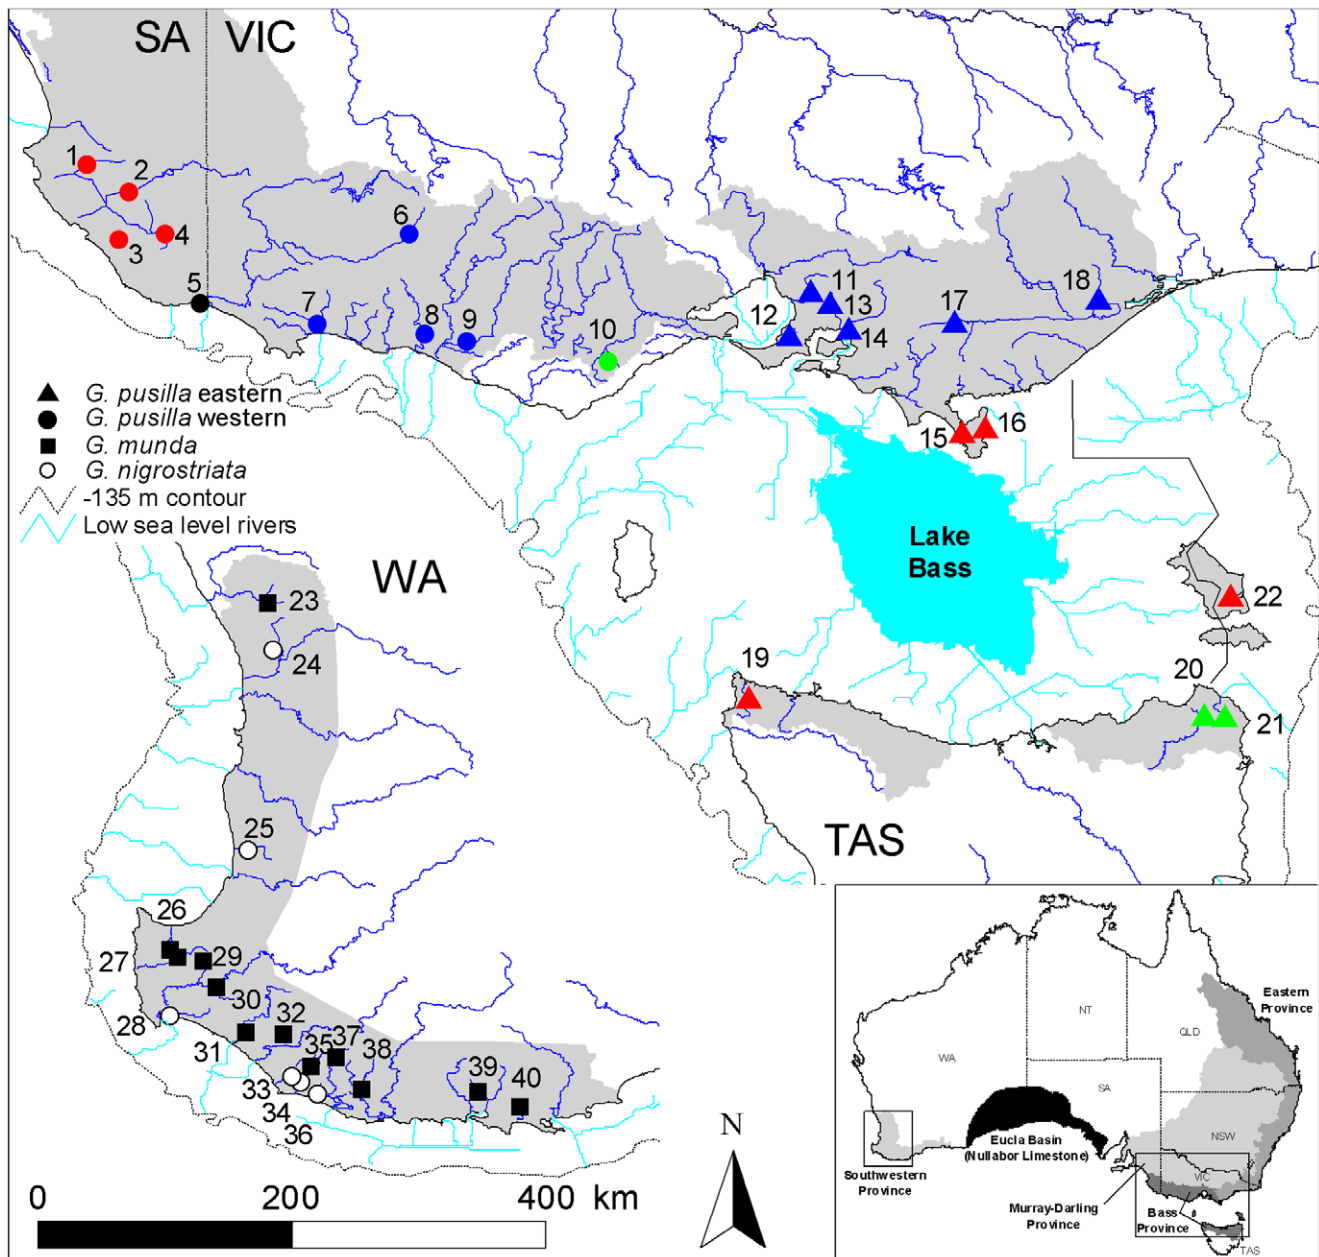 SA VIC
1
2
3
4
5
6
7
8
9
10
11
12
13
14
15
16
17
18
G. pusilla eastern
G. pusilla western
G. munda
G. nigrostriata
-135 m contour
Low sea level rivers
Lake
Bass
WA
TAS
19
20
21
22
23
24
25
26
27
28
29
30
31
32
33
34
35
36
37
38
39
40
N
0 200 400 km
WA
NT
QLD
SA
NSW
VIC
TAS
Eastern
Province
Eucla Basin
(Nullabor Limestone)
Southwestern
Province
Murray-Darling
Province
Bass
Province